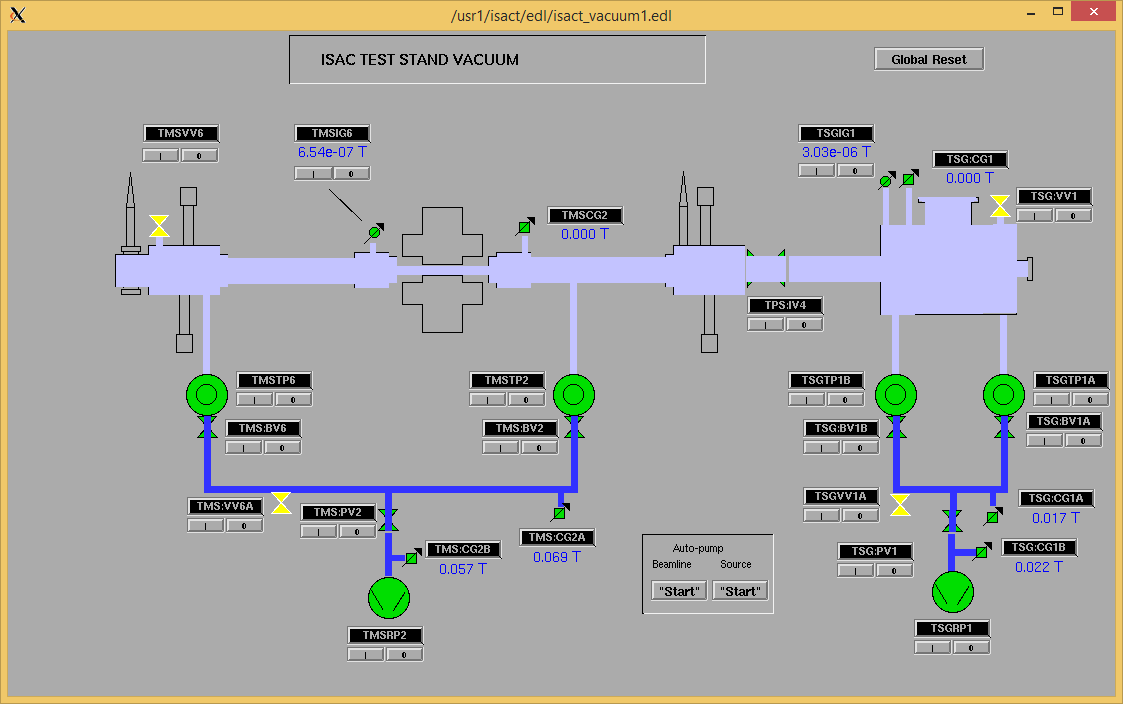 /usr1/isact/edl/isact_vacuum1.edl
ISAC TEST STAND VACUUM
Global Reset
TMSVV6
I 0
TMSIG6
6.54e-07 T
I 0
TSGIG1
3.03e-06 T
I 0
TSG:CG1
0.000 T
TSG:VV1
I 0
TMSCG2
0.000 T
TPS:IV4
I 0
TMSTP6
I 0
TMSTP2
I 0
TSGTP1B
I 0
TSGTP1A
I 0
TMS:BV6
I 0
TMS:BV2
I 0
TSG:BV1B
I 0
TSG:BV1A
I 0
TMS:VV6A
I 0
TMS:PV2
I 0
TSGVV1A
I 0
TSG:CG1A
0.017 T
TMS:CG2A
0.069 T
TMS:CG2B
0.057 T
Auto-pump
Beamline Source
"Start" "Start"
TSG:PV1
I 0
TSG:CG1B
0.022 T
TMSRP2
I 0
TSGRP1
I 0